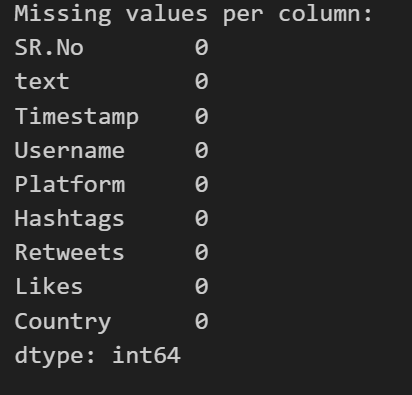 Missing values per column:
SR.No 0
text 0
Timestamp 0
Username 0
Platform 0
Hashtags 0
Retweets 0
Likes 0
Country 0
dtype: int64